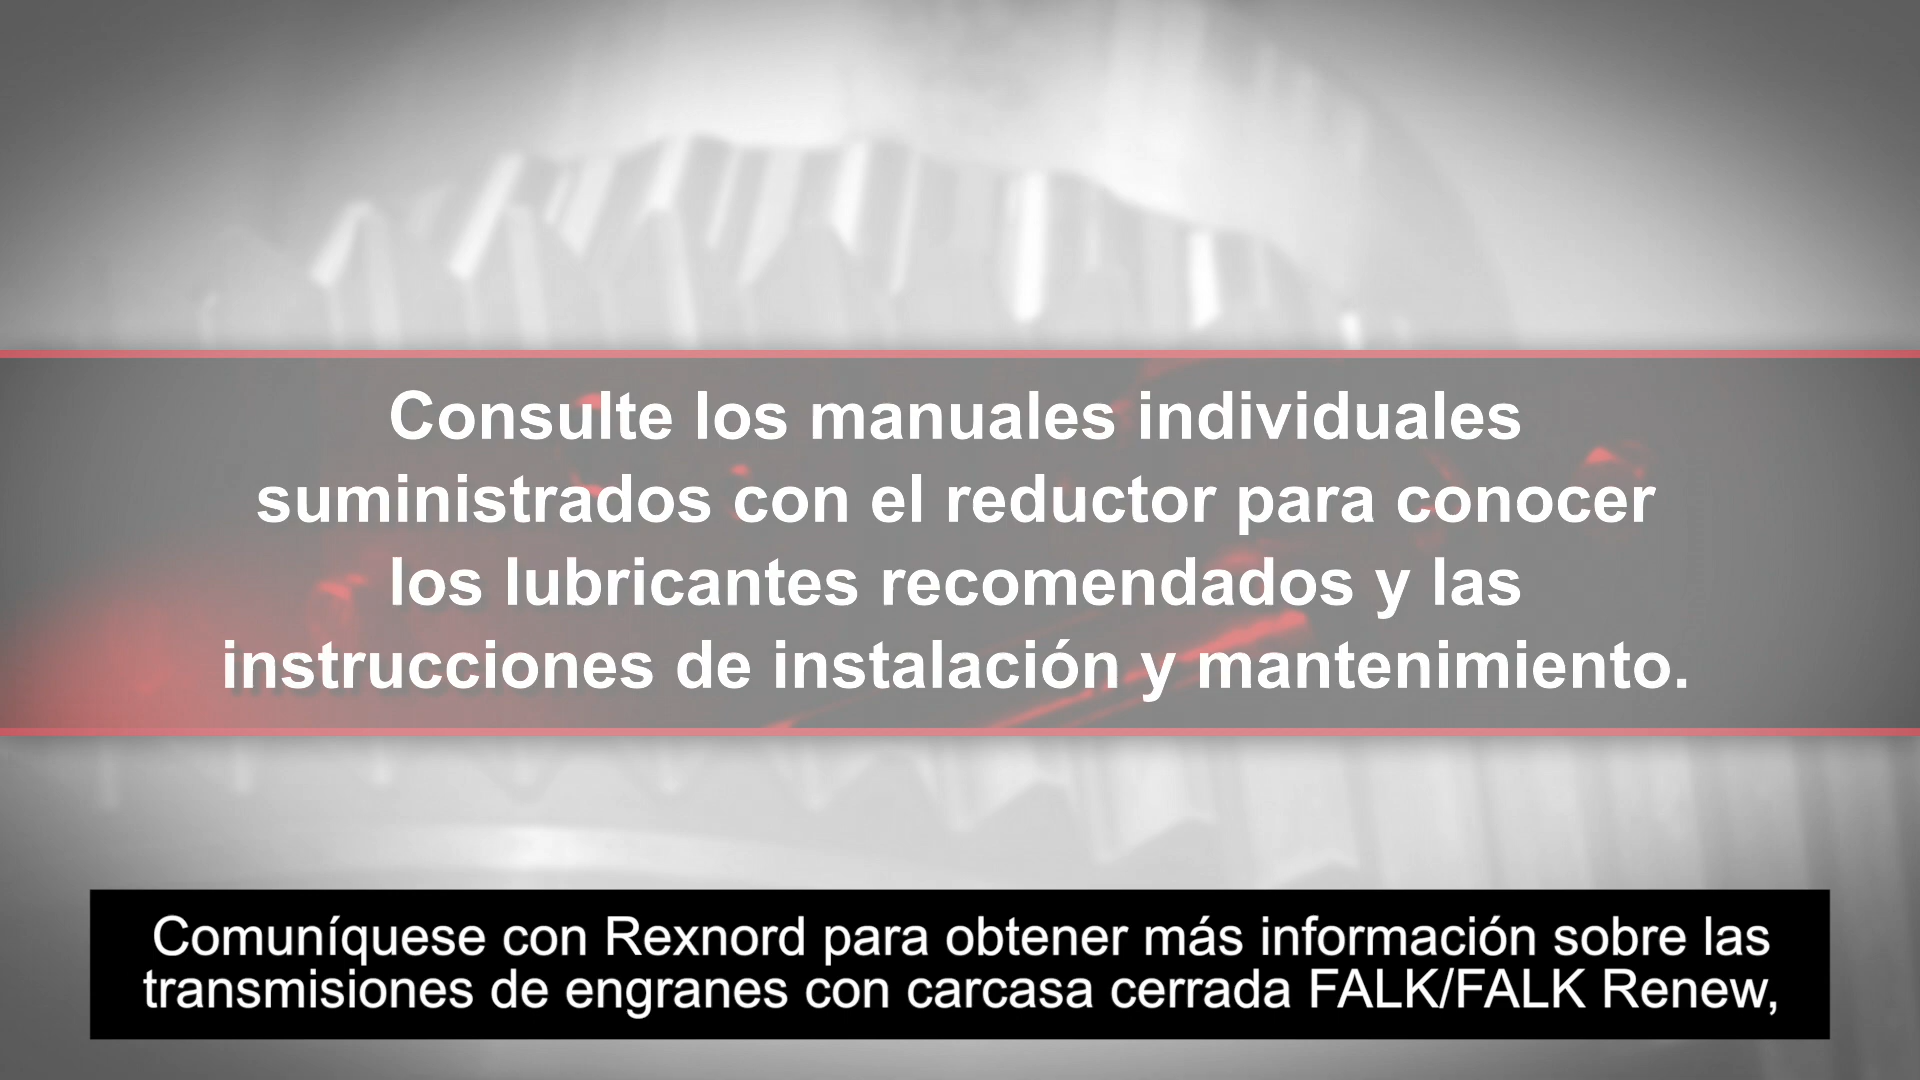 Consulte los manuales individuales
suministrados con el reductor para conocer
los lubricantes recomendados y las
instrucciones de instalación y mantenimiento.
Comuníquese con Rexnord para obtener más información sobre las
transmisiones de engranes con carcasa cerrada FALK/FALK Renew,